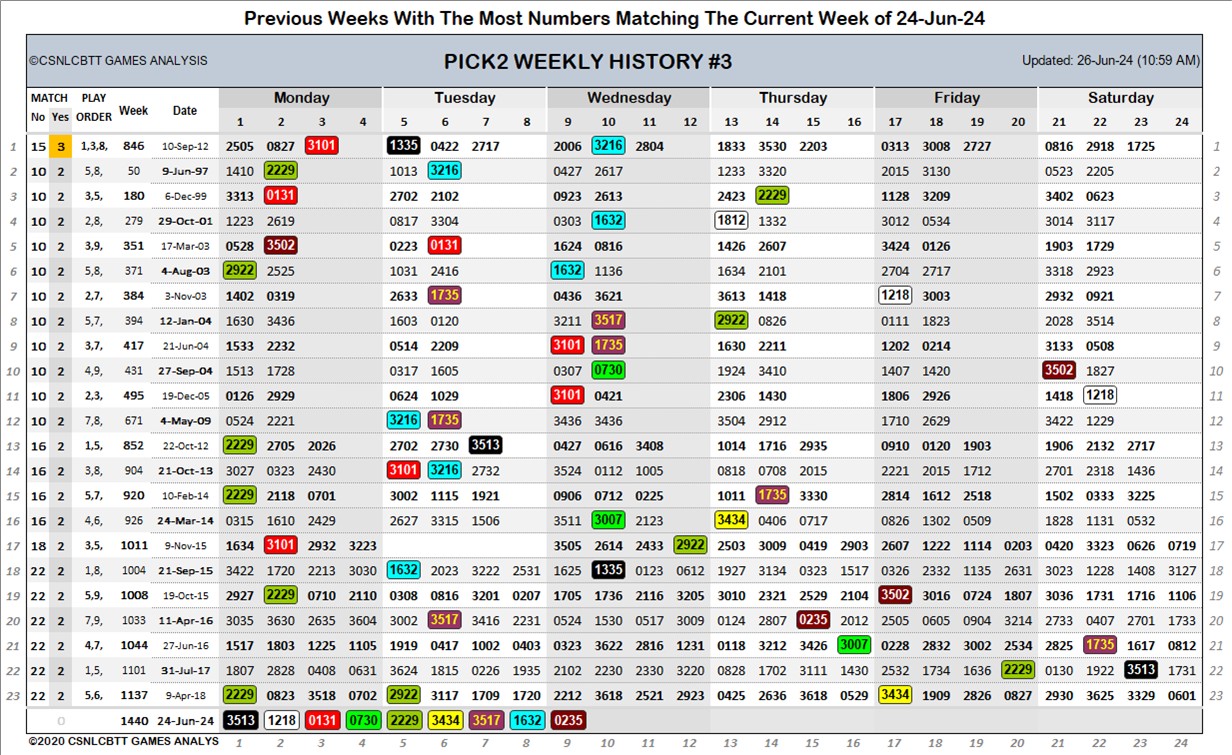 Previous Weeks With The Most Numbers Matching The Current Week of 24-Jun-24
©CSNLCBTT GAMES ANALYSIS PICK2 WEEKLY HISTORY #3 Updated: 26-Jun-24 (10:59 AM)
MATCH PLAY Week Date Monday Tuesday Wednesday Thursday Friday Saturday
No Yes ORDER 1 2 3 4 5 6 7 8 9 10 11 12 13 14 15 16 17 18 19 20 21 22 23 24
1 15 3 1,3,8, 846 10-Sep-12 2505 0827 3101 1335 0422 2717 2006 3216 2804 1833 3530 2203 0313 3008 2727 0816 2918 1725 1
2 10 2 5,8, 50 9-Jun-97 1410 2229 1013 3216 0427 2617 1233 3320 2015 3130 0523 2205 2
3 10 2 3,5, 180 6-Dec-99 3313 0131 2702 2102 0923 2613 2423 2229 1128 3209 3402 0623 3
4 10 2 2,8, 279 29-Oct-01 1223 2619 0817 3304 0303 1632 1812 1332 3012 0534 3014 3117 4
5 10 2 3,9, 351 17-Mar-03 0528 3502 0223 0131 1624 0816 1426 2607 3424 0126 1903 1729 5
6 10 2 5,8, 371 4-Aug-03 2922 2525 1031 2416 1632 1136 1634 2101 2704 2717 3318 2923 6
7 10 2 2,7, 384 3-Nov-03 1402 0319 2633 1735 0436 3621 3613 1418 1218 3003 2932 0921 7
8 10 2 5,7, 394 12-Jan-04 1630 3436 1603 0120 3211 3517 2922 0826 0111 1823 2028 3514 8
9 10 2 3,7, 417 21-Jun-04 1533 2232 0514 2209 3101 1735 1630 2211 1202 0214 3133 0508 9
10 10 2 4,9, 431 27-Sep-04 1513 1728 0317 1605 0307 0730 1924 3410 1407 1420 3502 1827 10
11 10 2 2,3, 495 19-Dec-05 0126 2929 0624 1029 3101 0421 2306 1430 1806 2926 1418 1218 11
12 10 2 7,8, 671 4-May-09 0524 2221 3216 1735 3436 3436 3504 2912 1710 2629 3422 1229 12
13 16 2 1,5, 852 22-Oct-12 2229 2705 2026 2702 2730 3513 0427 0616 3408 1014 1716 2935 0910 0120 1903 1906 2132 2717 13
14 16 2 3,8, 904 21-Oct-13 3027 0323 2430 3101 3216 2732 3524 0112 1005 0818 0708 2015 2221 2015 1712 2701 2318 1436 14
15 16 2 5,7, 920 10-Feb-14 2229 2118 0701 3002 1115 1921 0906 0712 0225 1011 1735 3330 2814 1612 2518 1502 0333 3225 15
16 16 2 4,6, 926 24-Mar-14 0315 1610 2429 2627 3315 1506 3511 3007 2123 3434 0406 0717 0826 1302 0509 1828 1131 0532 16
17 18 2 3,5, 1011 9-Nov-15 1634 3101 2932 3223 3505 2614 2433 2922 2503 3009 0419 2903 2607 1222 1114 0203 0420 3323 0626 0719 17
18 22 2 1,8, 1004 21-Sep-15 3422 1720 2213 3030 1632 2023 3222 2531 1625 1335 0123 0612 1927 3134 0323 1517 0326 2332 1135 2631 3023 1228 1408 3127 18
19 22 2 5,9, 1008 19-Oct-15 2927 2229 0710 2110 0308 0816 3201 0207 1705 1736 2116 3205 3010 2321 2529 2104 3502 3016 0724 1807 3036 1731 1716 1106 19
20 22 2 7,9, 1033 11-Apr-16 3035 3630 2635 3604 3002 3517 3416 2231 0524 1530 0517 3009 0124 2807 0235 2012 2505 0605 0904 3214 2733 0407 2701 1733 20
21 22 2 4,7, 1044 27-Jun-16 1517 1803 1225 1105 1619 0417 1002 0403 0323 3622 2810 3231 0118 3212 3426 3007 0228 2832 3002 2534 2825 1735 1617 0812 21
22 22 2 1,5, 1101 31-Jul-17 1807 2828 0408 0631 3624 1815 0226 1935 2102 2230 2330 3220 0828 1702 3111 1430 2532 1734 1636 2229 0130 1922 3513 1731 22
23 22 2 5,6, 1137 9-Apr-18 2229 0823 3518 0702 2922 3117 1709 1720 2212 3618 2521 2923 0425 2636 3618 0529 3434 1909 2826 0827 2930 3625 3329 0601 23
0 1440 24-Jun-24 3513 1218 0131 0730 2229 3434 3517 1632 0235
©2020 CSNLCBTT GAMES ANALYS 1 2 3 4 5 6 7 8 9 10 11 12 13 14 15 16 17 18 19 20 21 22 23 24